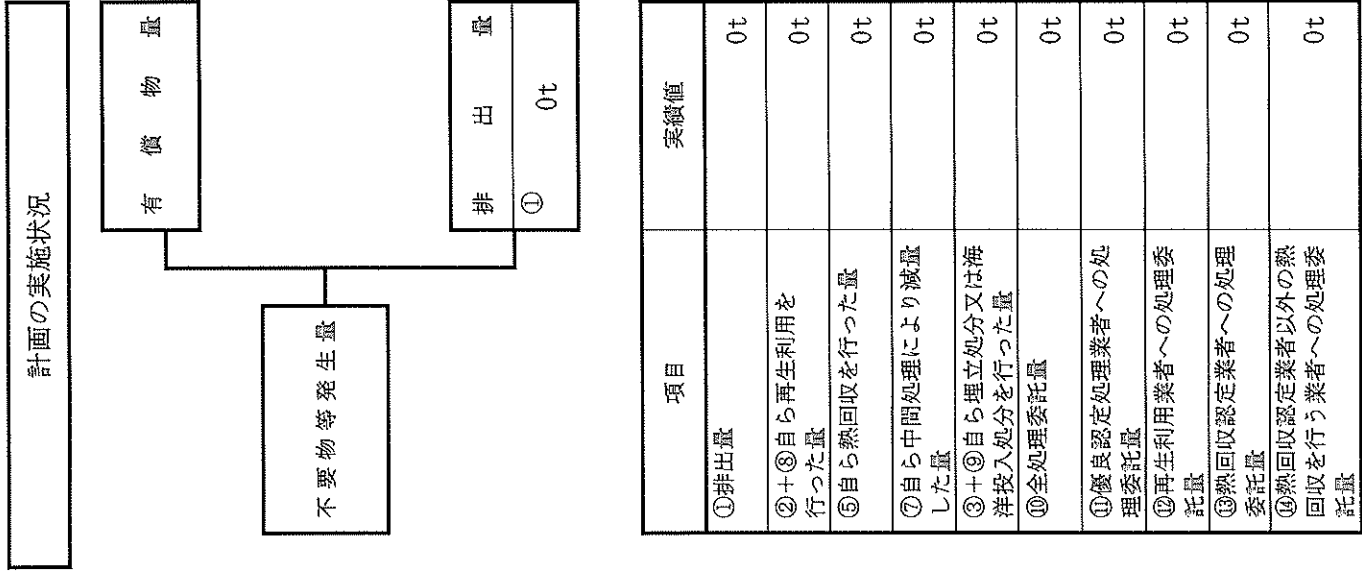 計画の実施状況
有償物量
不要物等発生量
排出量
① 0t
項目 実績値
①排出量 0t
②+⑧自ら再生利用を
行った量 0t
⑤自ら熱回収を行った量 0t
⑦自ら中間処理により減量
した量 0t
③+⑨自ら埋立処分又は海
洋投入処分を行った量 0t
⑩全処理委託量 0t
⑪優良認定処理業者への処
理委託量 0t
⑫再生利用業者への処理委
託量 0t
⑬熱回収認定業者への処理
委託量 0t
⑭熱回収認定業者以外の熱
回収を行う業者への処理委
託量 0t